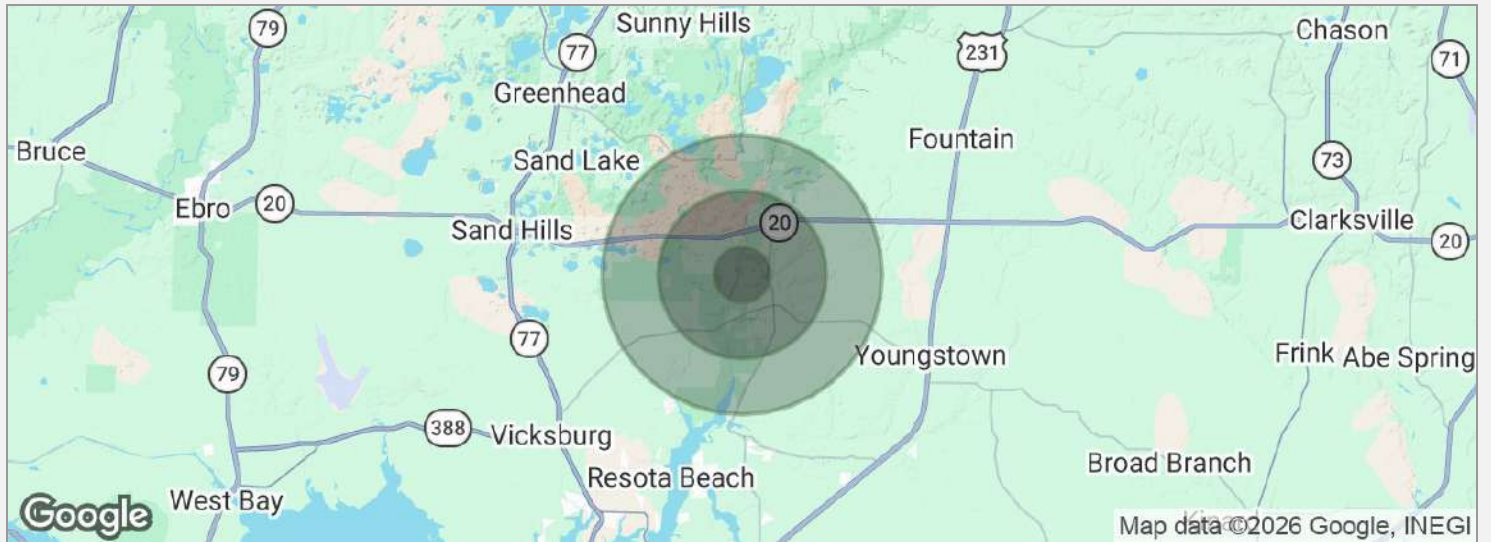 Sunny Hills
79
77
231
Chason
71
Greenhead
Bruce
Sand Lake
Fountain
73
Ebro
20
20
Sand Hills
Clarksville
20
77
Youngstown
Frink
Abe Spring
79
388
Vicksburg
Resota Beach
Broad Branch
West Bay
Google
Map data ©2026 Google, INEGI